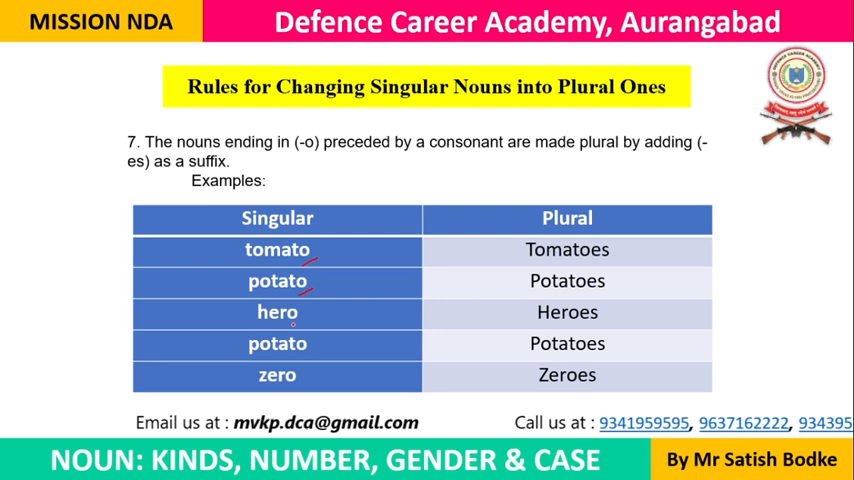 MISSION NDA
Defence Career Academy, Aurangabad
Rules for Changing Singular Nouns into Plural Ones
7. The nouns ending in (-o) preceded by a consonant are made plural by adding (-
es) as a suffix.
Examples:
Singular Plural
tomato Tomatoes
potato Potatoes
hero Heroes
potato Potatoes
zero Zeroes
Email us at : mvkp.dca@gmail.com Call us at : 9341959595, 9637162222, 934395
NOUN: KINDS, NUMBER, GENDER & CASE
By Mr Satish Bodke